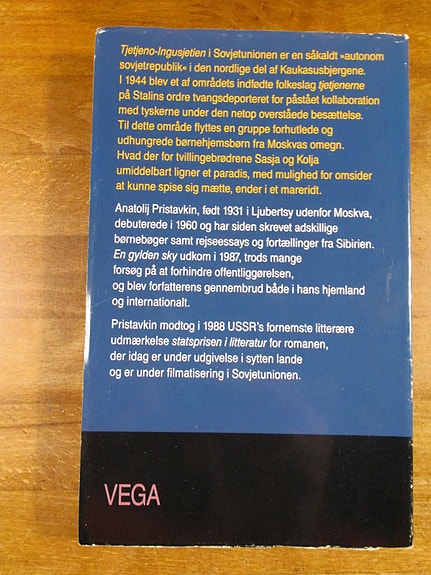 Tjetjeno-Ingusjetien i Sovjetunionen er en såkaldt »autonom
sovjetrepublik« i den nordlige del af Kaukasusbjergene.
I 1944 blev et af områdets indfødte folkeslag tjetjenerne
på Stalins ordre tvangsdeporteret for påstået kollaboration
med tyskerne under den netop overståede besættelse.
Til dette område flyttes en gruppe forhutlede og
udhungrede børnehjemsbørn fra Moskvas omegn.
Hvad der for tvillingebrødrene Sasja og Kolja
umiddelbart ligner et paradis, med mulighed for omsider
at kunne spise sig mætte, ender i et mareridt.
Anatolij Pristavkin, født 1931 i Ljubertsy udenfor Moskva,
debuterede i 1960 og har siden skrevet adskillige
børnebøger samt rejseessays og fortællinger fra Sibirien.
En gylden sky udkom i 1987, trods mange
forsøg på at forhindre offentliggørelsen,
og blev forfatterens gennembrud både i hans hjemland
og internationalt.
Pristavkin modtog i 1988 USSR's fornemste litterære
udmærkelse statsprisen i litteratur for romanen,
der idag er under udgivelse i sytten lande
og er under filmatisering i Sovjetunionen.
VEGA